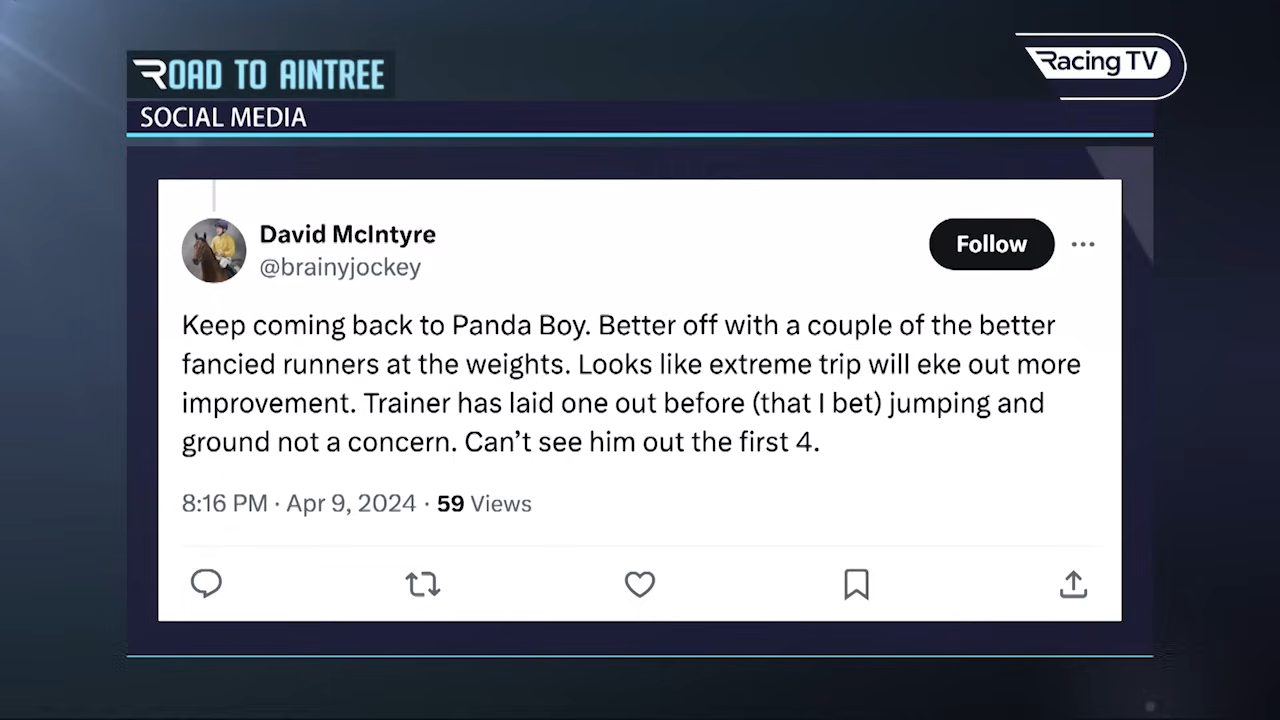 ROAD TO AINTREE
Racing TV
SOCIAL MEDIA
David McIntyre
@brainyjockey
Follow
Keep coming back to Panda Boy. Better off with a couple of the better
fancied runners at the weights. Looks like extreme trip will eke out more
improvement. Trainer has laid one out before (that I bet) jumping and
ground not a concern. Can’t see him out the first 4.
8:16 PM · Apr 9, 2024 · 59 Views